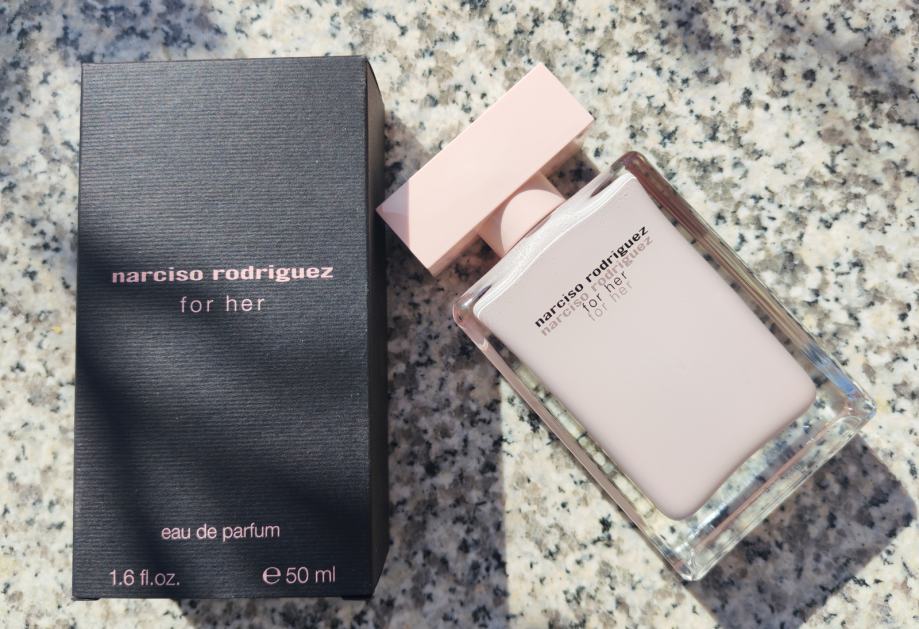 narciso rodriguez
for her
eau de parfum
1.6 fl.oz. ℮ 50 ml
narciso rodriguez
for her